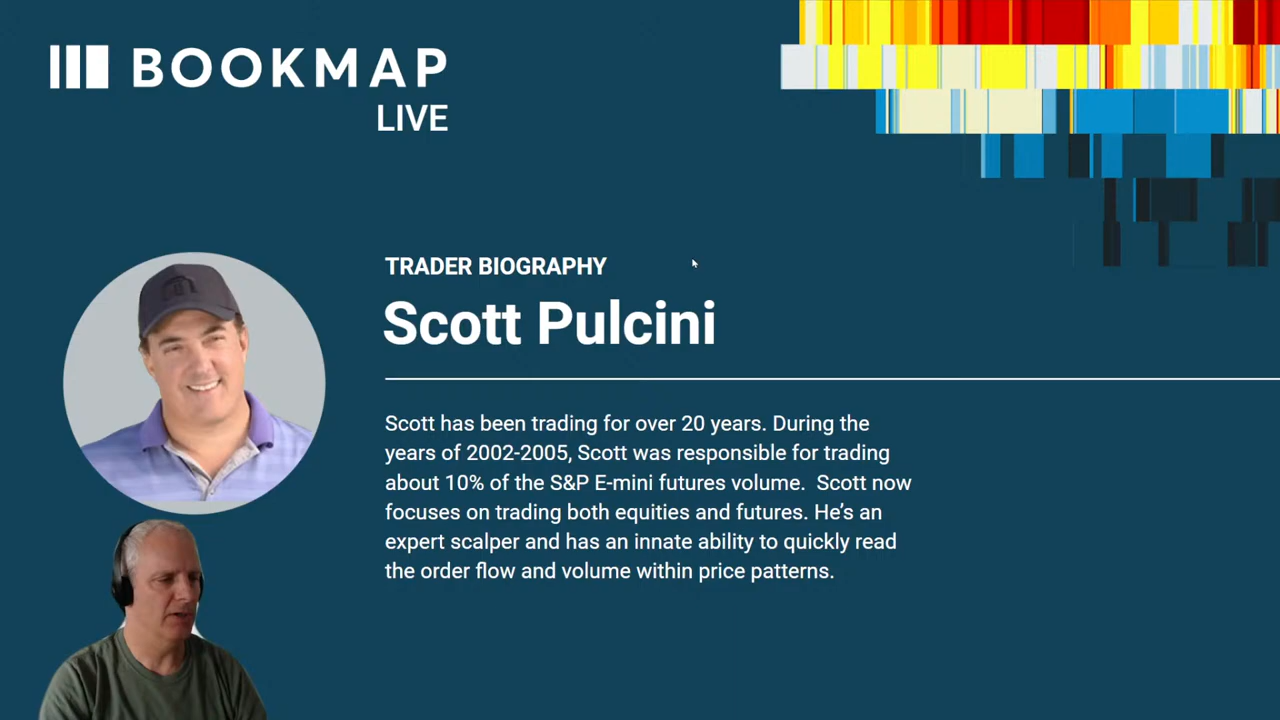 BOOKMAP
LIVE
TRADER BIOGRAPHY
Scott Pulcini
Scott has been trading for over 20 years. During the
years of 2002-2005, Scott was responsible for trading
about 10% of the S&P E-mini futures volume.  Scott now
focuses on trading both equities and futures. He’s an
expert scalper and has an innate ability to quickly read
the order flow and volume within price patterns.